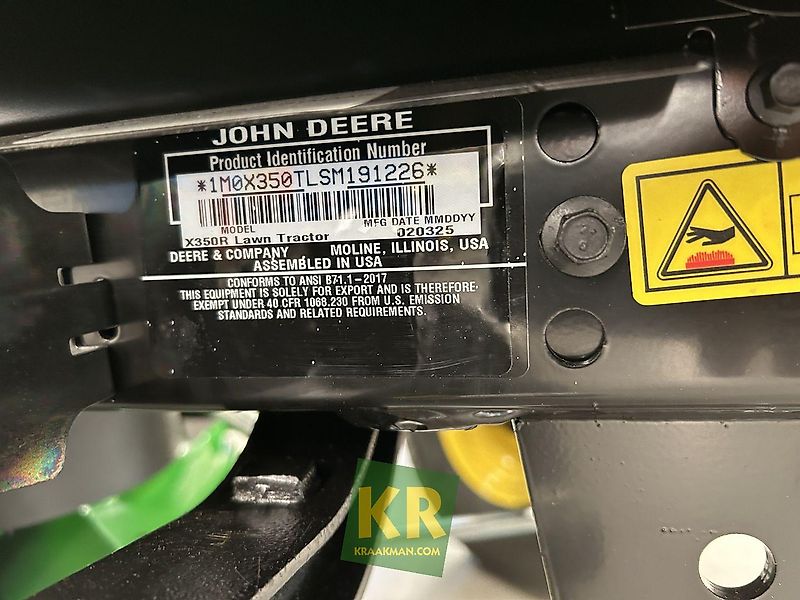 JOHN DEERE
Product Identification Number
*1M0X350TLSM191226*
MODEL MFG DATE MMDDYY
X350R Lawn Tractor 020325
DEERE & COMPANY MOLINE, ILLINOIS, USA
ASSEMBLED IN USA
CONFORMS TO ANSI B71.1-2017
THIS EQUIPMENT IS SOLELY FOR EXPORT AND IS THEREFORE
EXEMPT UNDER 40 CFR 1068.230 FROM U.S. EMISSION
STANDARDS AND RELATED REQUIREMENTS.
KR
KRAAKMAN.COM